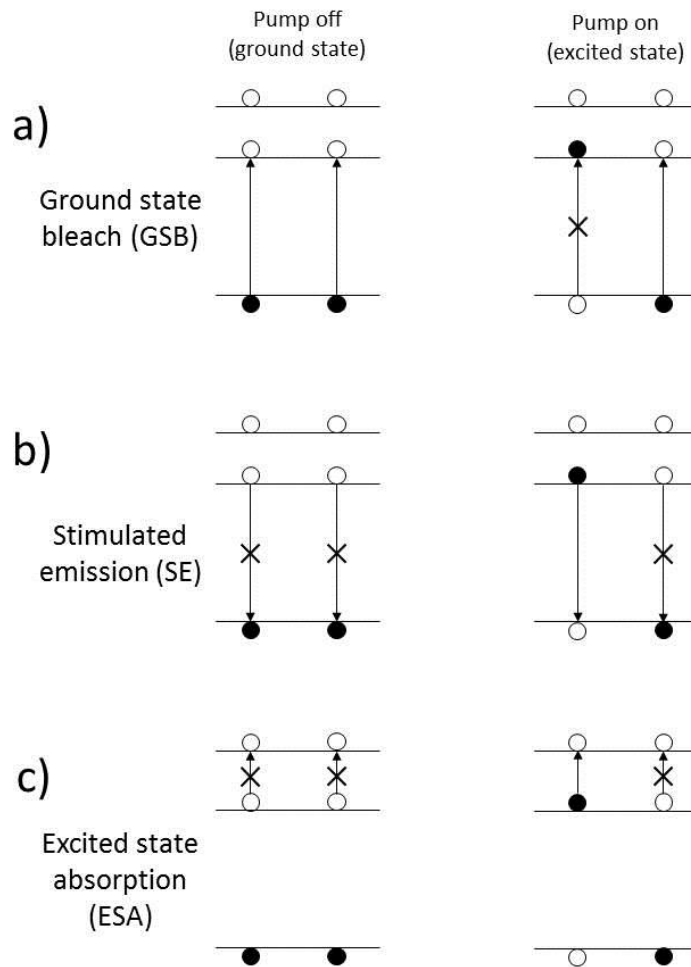 Pump off
(ground state)
Pump on
(excited state)
a)
Ground state
bleach (GSB)
b)
Stimulated
emission (SE)
c)
Excited state
absorption
(ESA)